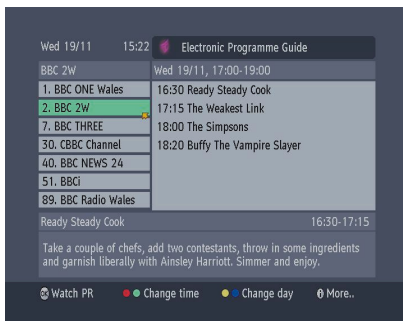 Wed 19/11 15:22 Electronic Programme Guide
BBC 2W Wed 19/11, 17:00-19:00
1. BBC ONE Wales 16:30 Ready Steady Cook
2. BBC 2W 17:15 The Weakest Link
7. BBC THREE 18:00 The Simpsons
30. CBBC Channel 18:20 Buffy The Vampire Slayer
40. BBC NEWS 24
51. BBCi
89. BBC Radio Wales
Ready Steady Cook 16:30-17:15
Take a couple of chefs, add two contestants, throw in some ingredients
and garnish liberally with Ainsley Harriott. Simmer and enjoy.
OK Watch PR Change time Change day i More..